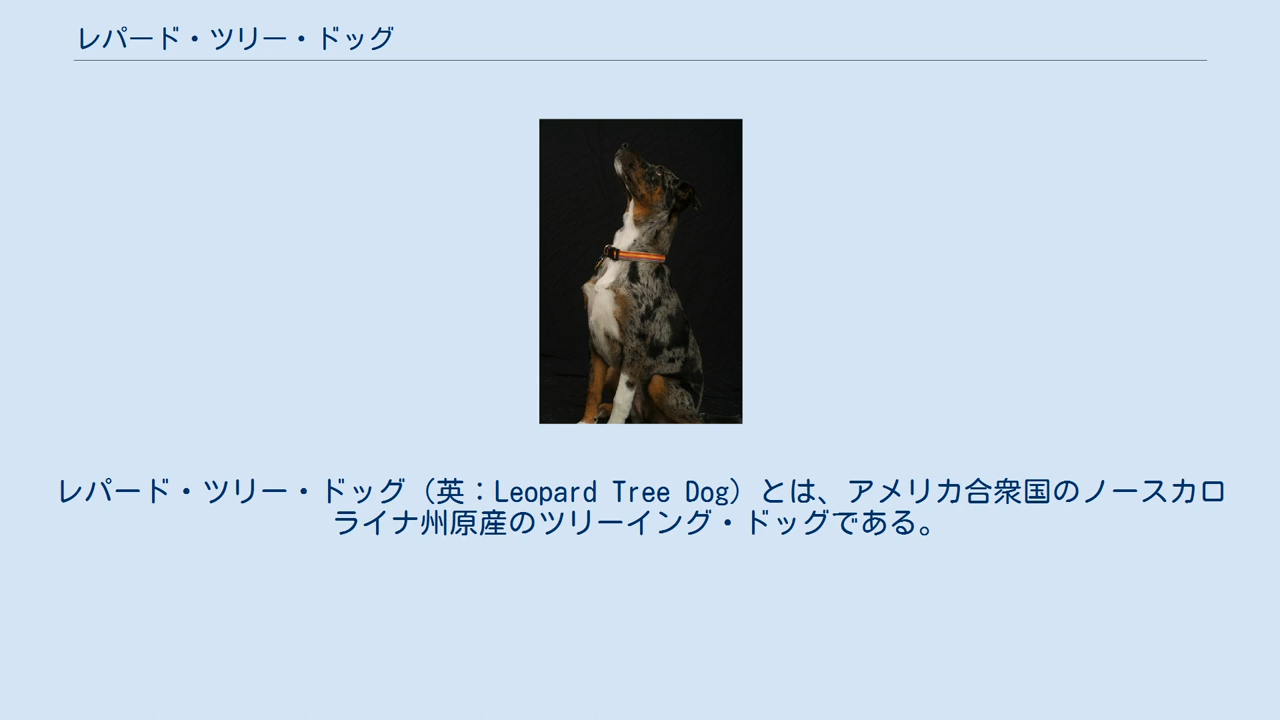 レパード・ツリー・ドッグ
レパード・ツリー・ドッグ（英：Leopard Tree Dog）とは、アメリカ合衆国のノースカロ
ライナ州原産のツリーイング・ドッグである。